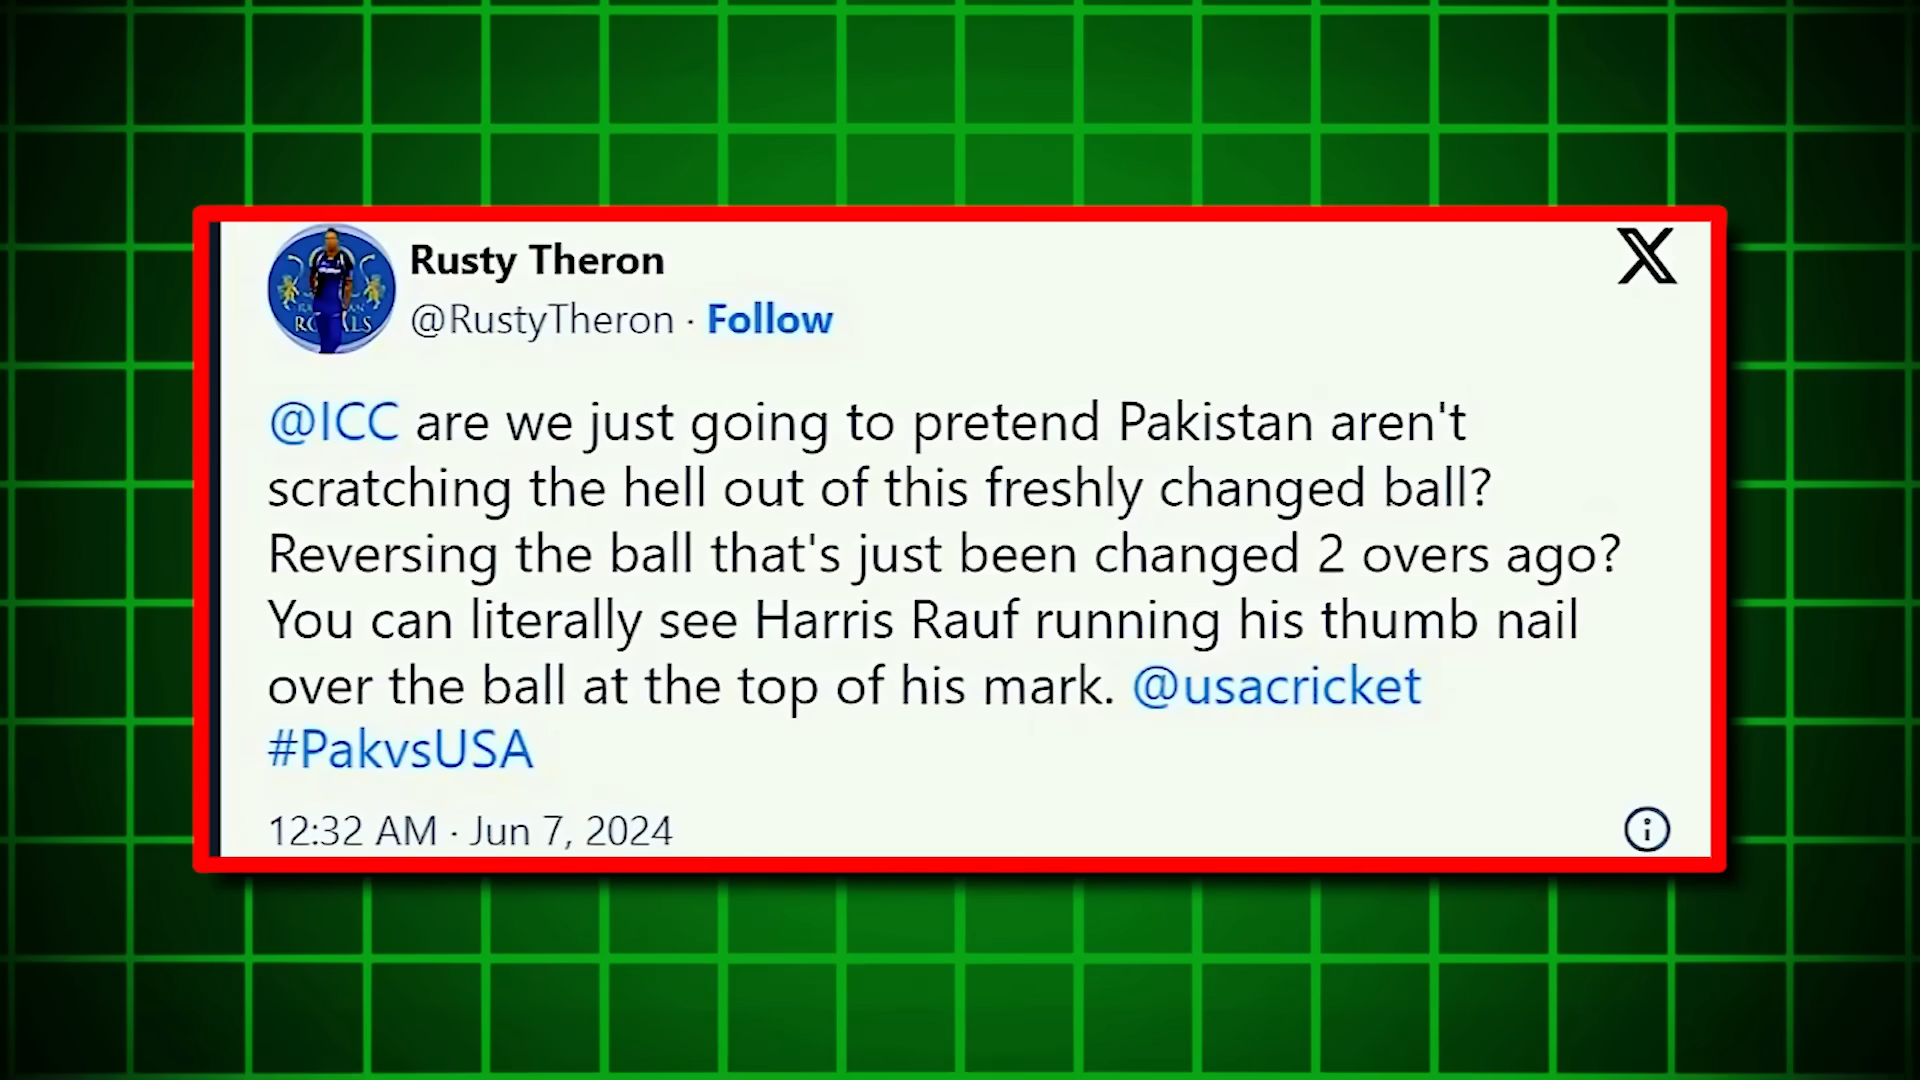 Rusty Theron
@RustyTheron · Follow
X
@ICC are we just going to pretend Pakistan aren't
scratching the hell out of this freshly changed ball?
Reversing the ball that's just been changed 2 overs ago?
You can literally see Harris Rauf running his thumb nail
over the ball at the top of his mark. @usacricket
#PakvsUSA
12:32 AM · Jun 7, 2024